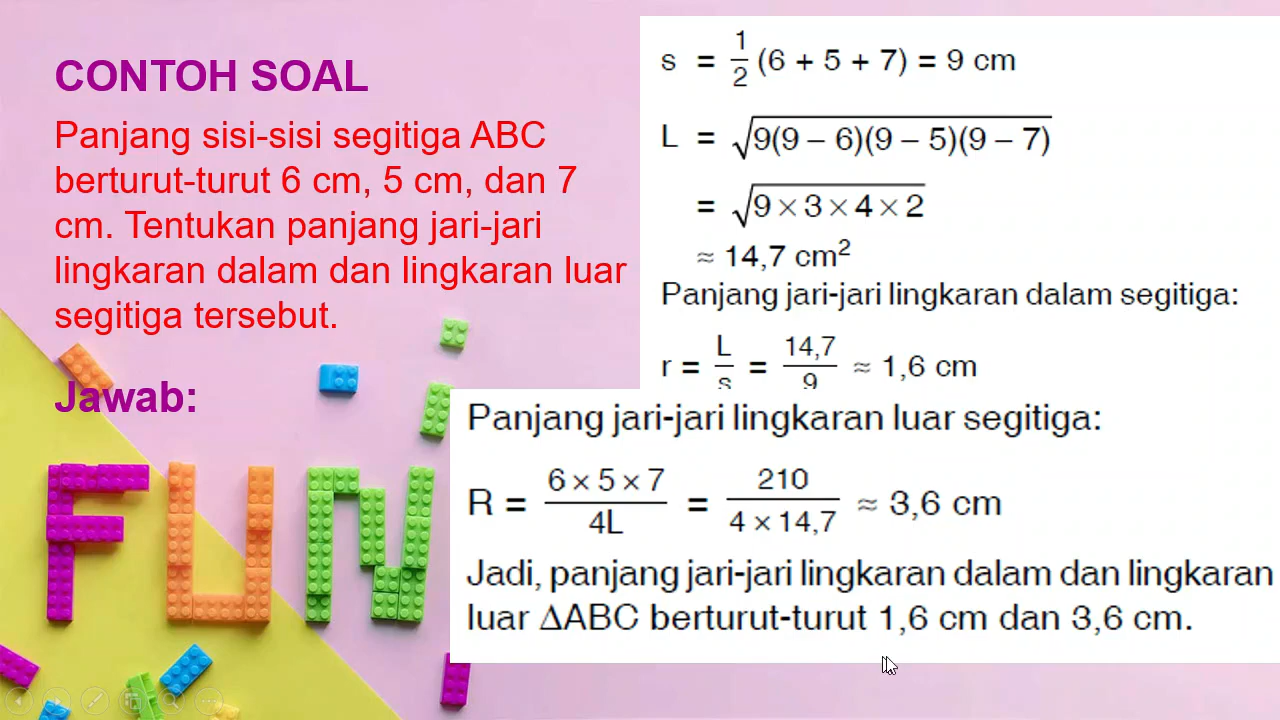 CONTOH SOAL
Panjang sisi-sisi segitiga ABC
berturut-turut 6 cm, 5 cm, dan 7
cm. Tentukan panjang jari-jari
lingkaran dalam dan lingkaran luar
segitiga tersebut.
Jawab:
FUN
s = 1/2 (6 + 5 + 7) = 9 cm
L = √9(9 – 6)(9 – 5)(9 – 7)
= √9 × 3 × 4 × 2
≈ 14,7 cm²
Panjang jari-jari lingkaran dalam segitiga:
r = L/s = 14,7/9 ≈ 1,6 cm
Panjang jari-jari lingkaran luar segitiga:
R = 6 × 5 × 7/4L = 210/4 × 14,7 ≈ 3,6 cm
Jadi, panjang jari-jari lingkaran dalam dan lingkaran
luar ΔABC berturut-turut 1,6 cm dan 3,6 cm.